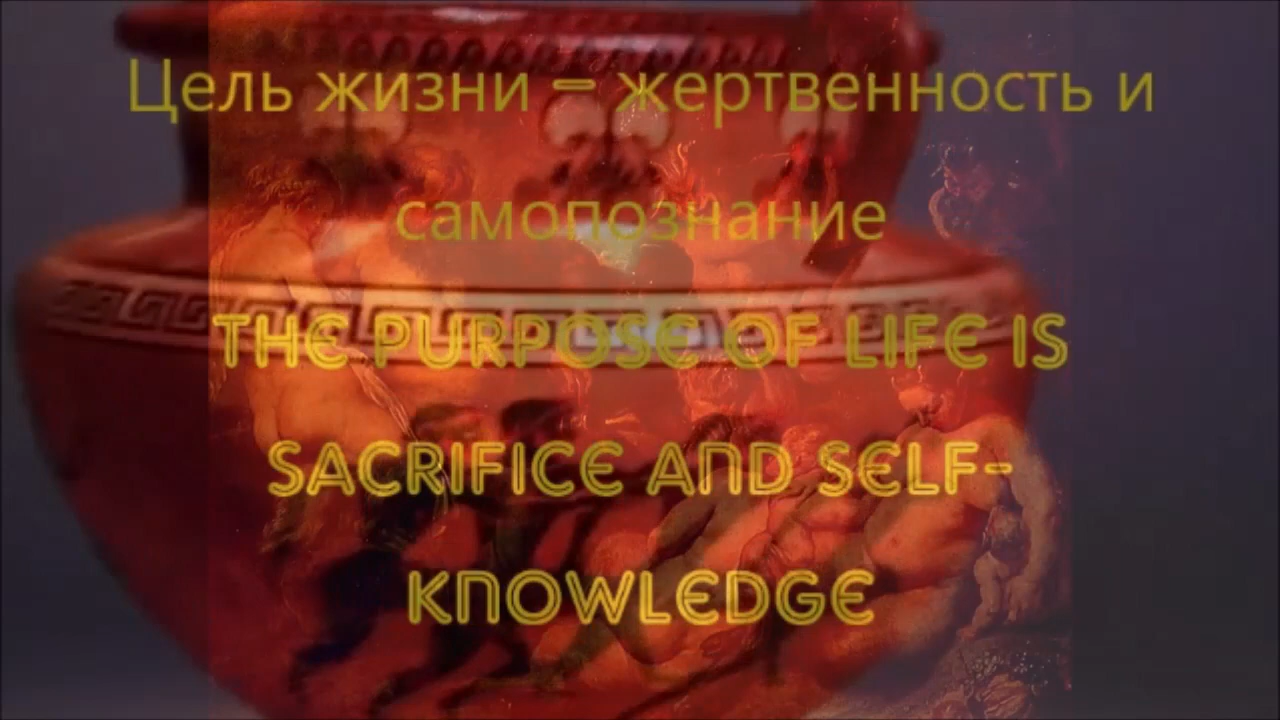 Цель жизни – жертвенность и
самопознание
THE PURPOSE OF LIFE IS
SACRIFICE AND SELF-
KNOWLEDGE